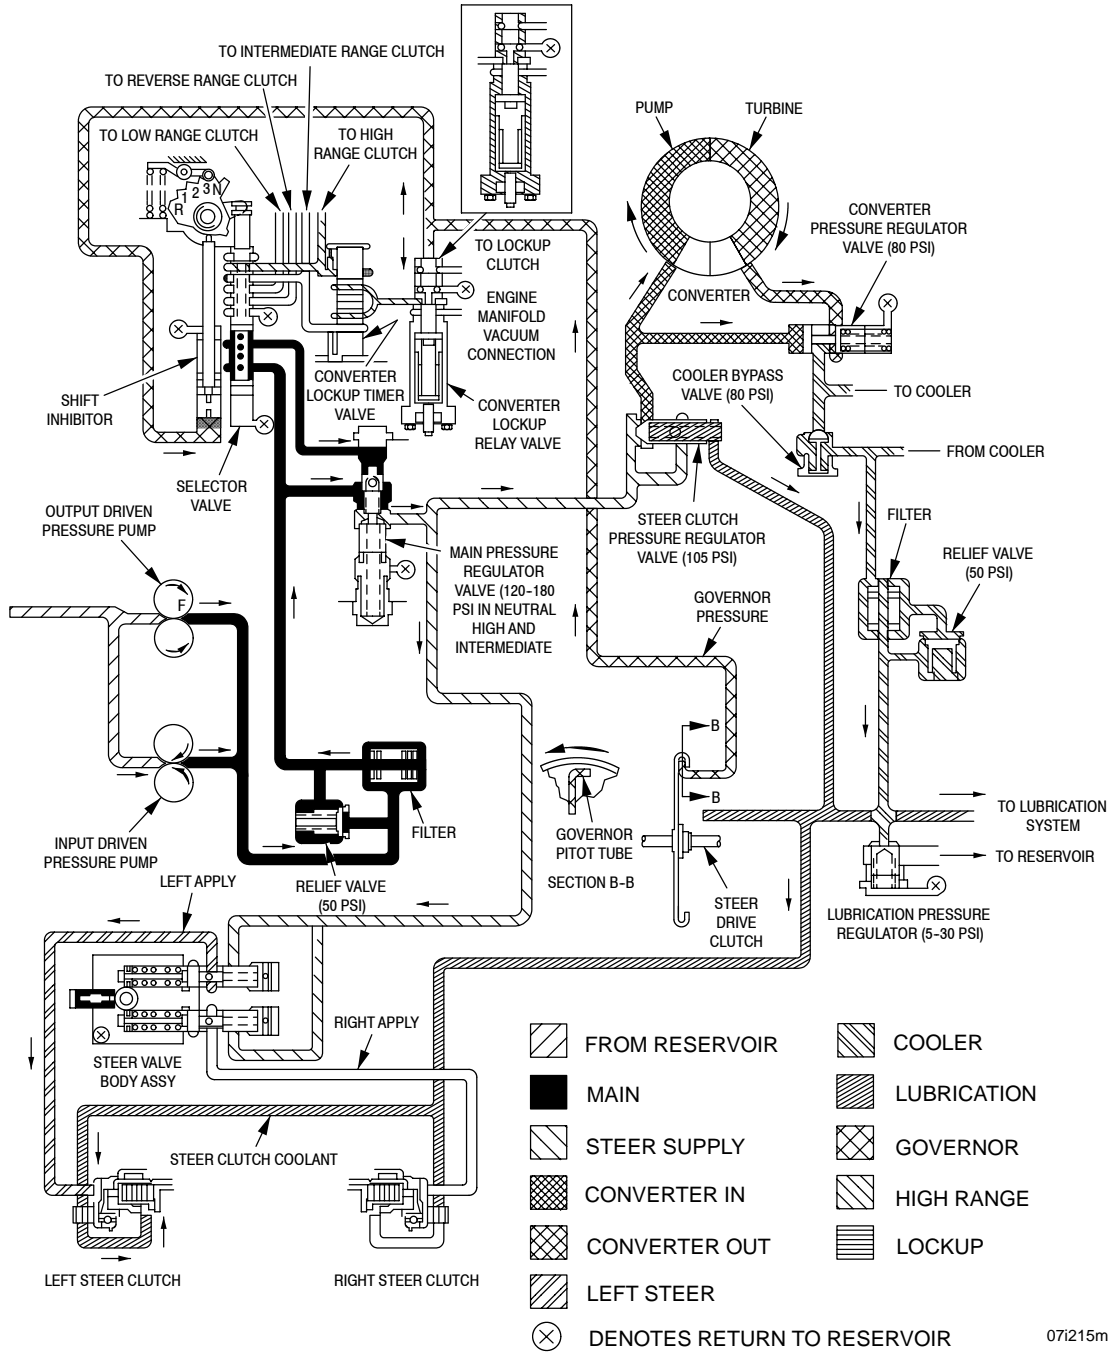 TO INTERMEDIATE RANGE CLUTCH
TO REVERSE RANGE CLUTCH
TO LOW RANGE CLUTCH
TO HIGH
RANGE CLUTCH
R 1 2 3 N
PUMP
TURBINE
CONVERTER
PRESSURE REGULATOR
VALVE (80 PSI)
TO LOCKUP
CLUTCH
CONVERTER
ENGINE
MANIFOLD
VACUUM
CONNECTION
SHIFT
INHIBITOR
CONVERTER
LOCKUP TIMER
VALVE
CONVERTER
LOCKUP
RELAY VALVE
COOLER BYPASS
VALVE (80 PSI)
TO COOLER
FROM COOLER
SELECTOR
VALVE
OUTPUT DRIVEN
PRESSURE PUMP
F
MAIN PRESSURE
REGULATOR
VALVE (120-180
PSI IN NEUTRAL
HIGH AND
INTERMEDIATE
STEER CLUTCH
PRESSURE REGULATOR
VALVE (105 PSI)
FILTER
RELIEF VALVE
(50 PSI)
GOVERNOR
PRESSURE
B
B
INPUT DRIVEN
PRESSURE PUMP
FILTER
RELIEF VALVE
(50 PSI)
GOVERNOR
PITOT TUBE
SECTION B-B
STEER
DRIVE
CLUTCH
TO LUBRICATION
SYSTEM
TO RESERVOIR
LUBRICATION PRESSURE
REGULATOR (5-30 PSI)
LEFT APPLY
RIGHT APPLY
STEER VALVE
BODY ASSY
STEER CLUTCH COOLANT
LEFT STEER CLUTCH
RIGHT STEER CLUTCH
FROM RESERVOIR
MAIN
STEER SUPPLY
CONVERTER IN
CONVERTER OUT
LEFT STEER
DENOTES RETURN TO RESERVOIR
COOLER
LUBRICATION
GOVERNOR
HIGH RANGE
LOCKUP
07i215m